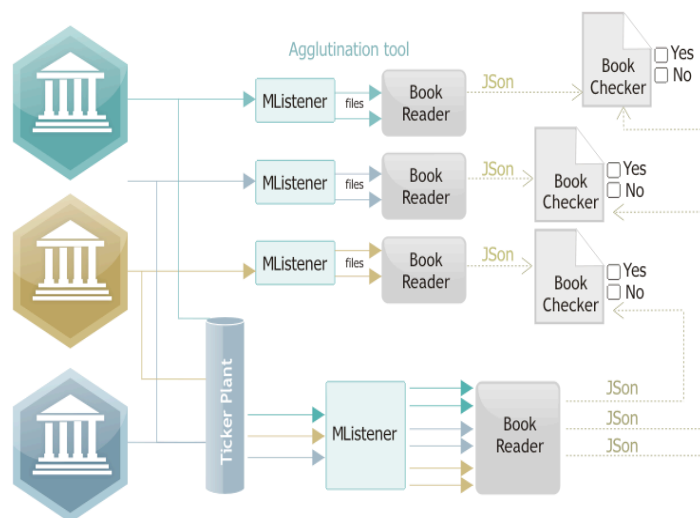 Agglutination tool
MListener
files
Book
Reader
JSon
Book
Checker
Yes
No
MListener
files
Book
Reader
JSon
Book
Checker
Yes
No
MListener
files
Book
Reader
JSon
Book
Checker
Yes
No
Ticker Plant
MListener
Book
Reader
JSon
JSon
JSon